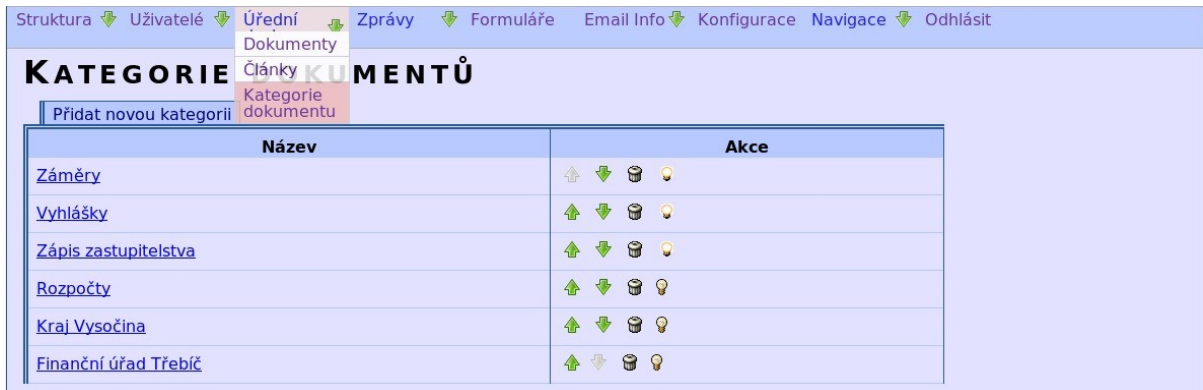 Struktura Uživatelé Úřední Zprávy Formuláře Email Info Konfigurace Navigace Odhlásit
Dokumenty
Články
Kategorie
dokumentu
KATEGORIE DOKUMENTŮ
Přidat novou kategorii
Název Akce
Záměry
Vyhlášky
Zápis zastupitelstva
Rozpočty
Kraj Vysočina
Finanční úřad Třebíč